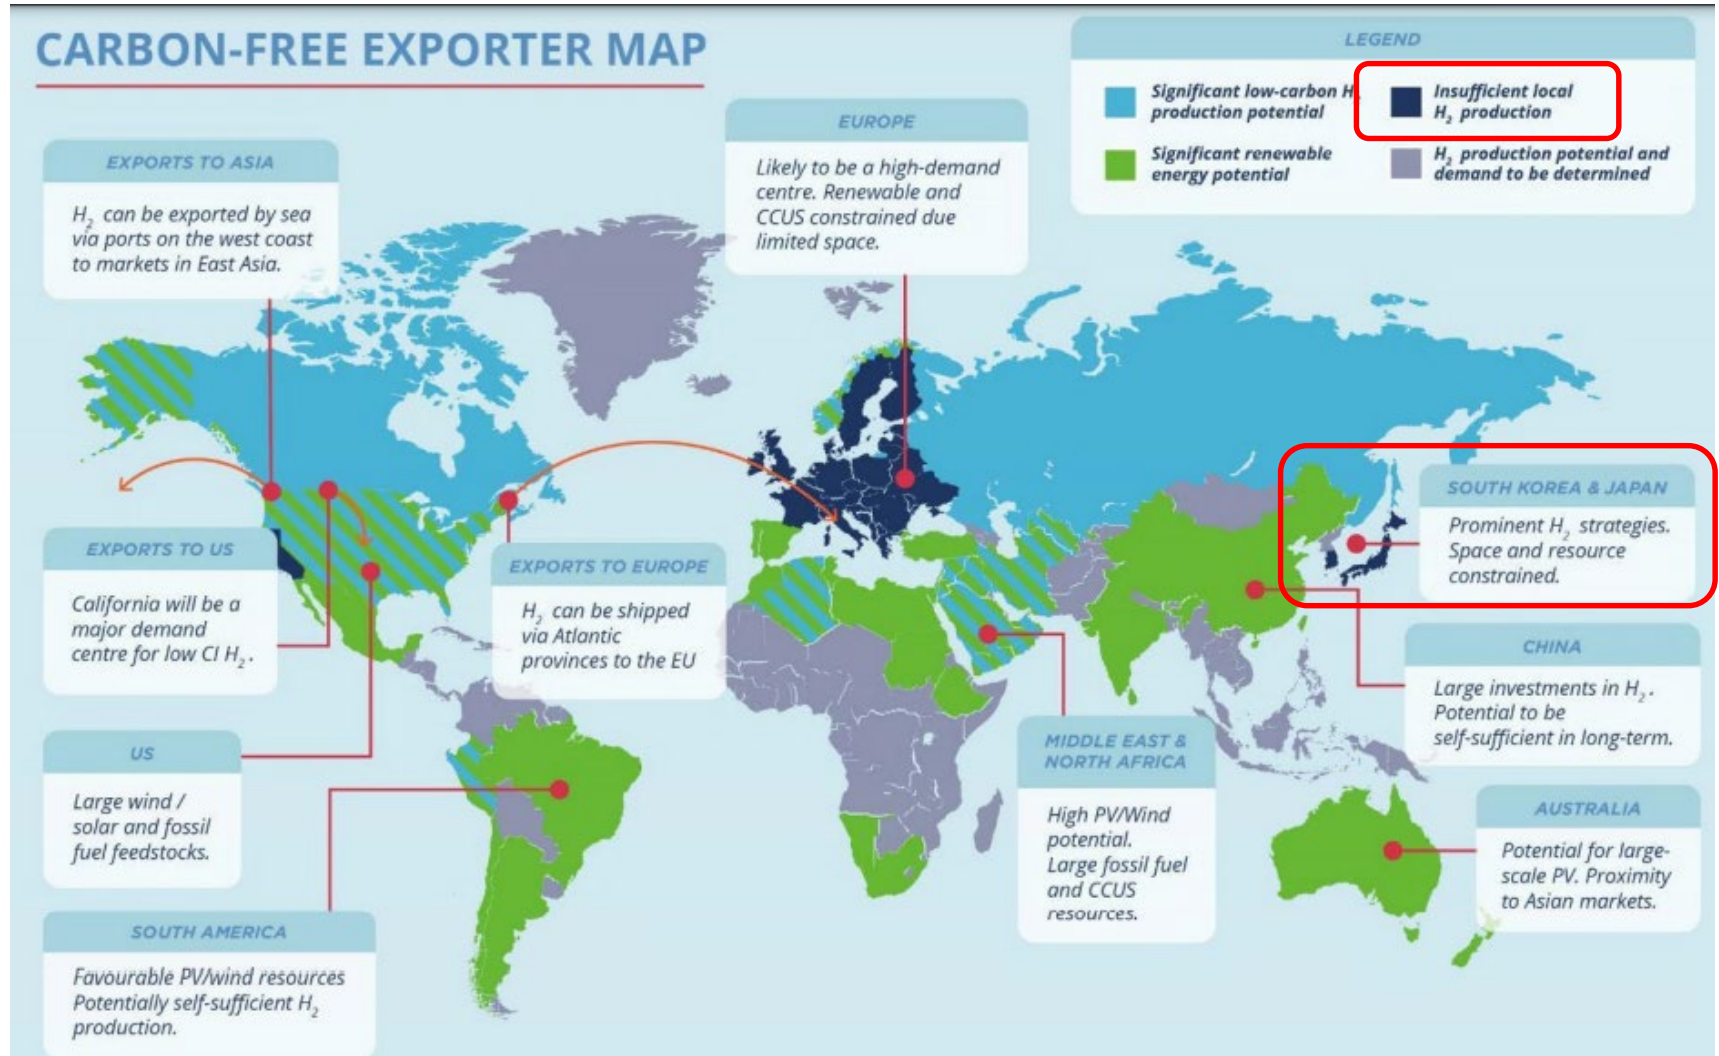 CARBON-FREE EXPORTER MAP
LEGEND
Significant low-carbon H₂
production potential
Insufficient local
H₂ production
Significant renewable
energy potential
H₂ production potential and
demand to be determined
EXPORTS TO ASIA
H₂ can be exported by sea
via ports on the west coast
to markets in East Asia.
EUROPE
Likely to be a high-demand
centre. Renewable and
CCUS constrained due
limited space.
SOUTH KOREA & JAPAN
Prominent H₂ strategies.
Space and resource
constrained.
EXPORTS TO US
California will be a
major demand
centre for low CI H₂.
EXPORTS TO EUROPE
H₂ can be shipped
via Atlantic
provinces to the EU
CHINA
Large investments in H₂.
Potential to be
self-sufficient in long-term.
US
Large wind /
solar and fossil
fuel feedstocks.
MIDDLE EAST &
NORTH AFRICA
High PV/Wind
potential.
Large fossil fuel
and CCUS
resources.
AUSTRALIA
Potential for large-
scale PV. Proximity
to Asian markets.
SOUTH AMERICA
Favourable PV/wind resources
Potentially self-sufficient H₂
production.